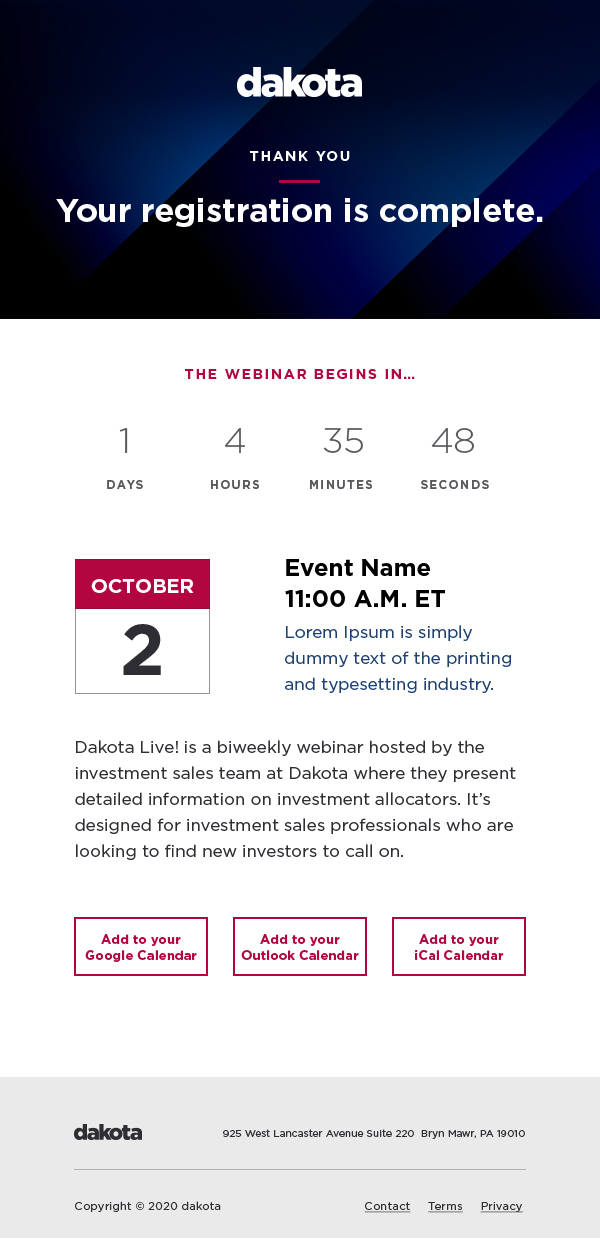 dakota
THANK YOU
Your registration is complete.
THE WEBINAR BEGINS IN...
1 4 35 48
DAYS HOURS MINUTES SECONDS
OCTOBER
2
Event Name
11:00 A.M. ET
Lorem Ipsum is simply
dummy text of the printing
and typesetting industry.
Dakota Live! is a biweekly webinar hosted by the
investment sales team at Dakota where they present
detailed information on investment allocators. It’s
designed for investment sales professionals who are
looking to find new investors to call on.
Add to your
Google Calendar
Add to your
Outlook Calendar
Add to your
iCal Calendar
dakota 925 West Lancaster Avenue Suite 220 Bryn Mawr, PA 19010
Copyright © 2020 dakota Contact Terms Privacy